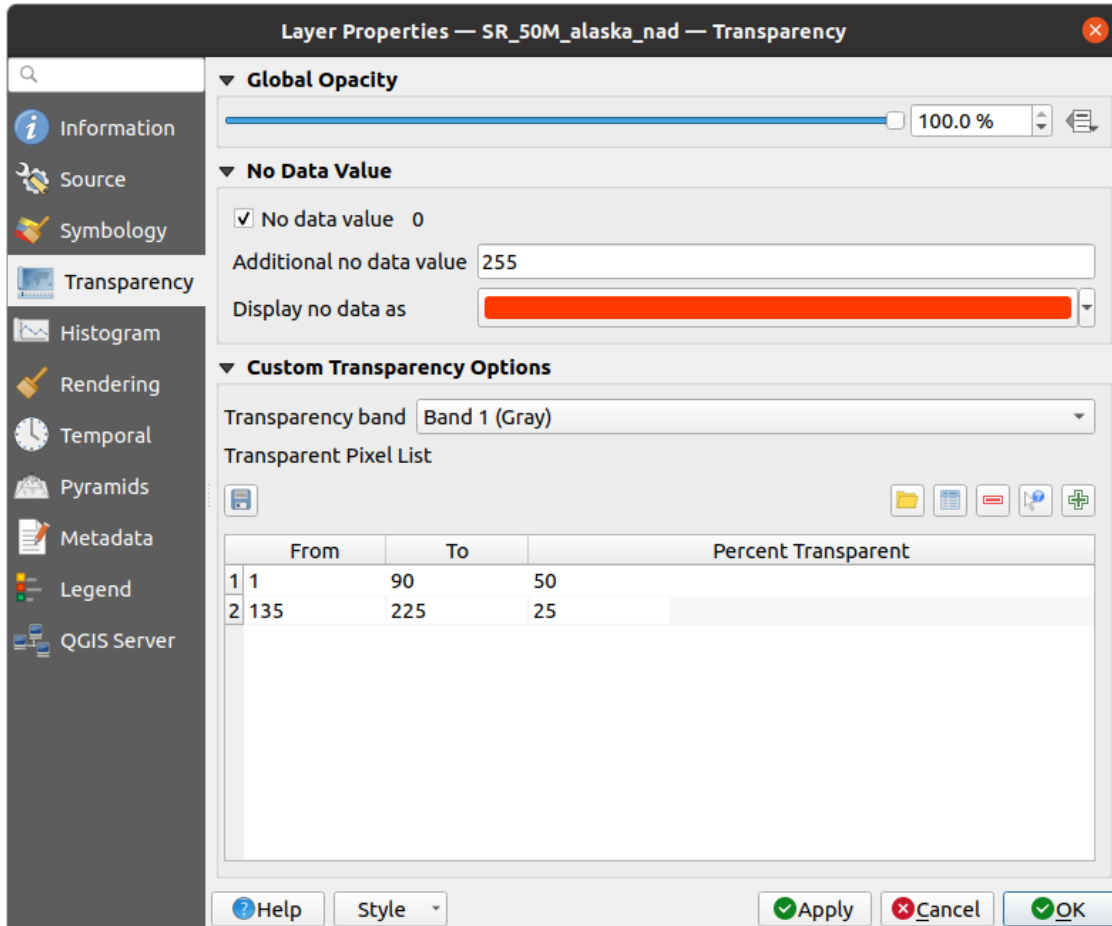 Layer Properties — SR_50M_alaska_nad — Transparency
Information
Source
Symbology
Transparency
Histogram
Rendering
Temporal
Pyramids
Metadata
Legend
QGIS Server
Global Opacity
100.0 %
No Data Value
No data value 0
Additional no data value 255
Display no data as
Custom Transparency Options
Transparency band Band 1 (Gray)
Transparent Pixel List
From To Percent Transparent
1 1 90 50
2 135 225 25
Help Style Apply Cancel OK